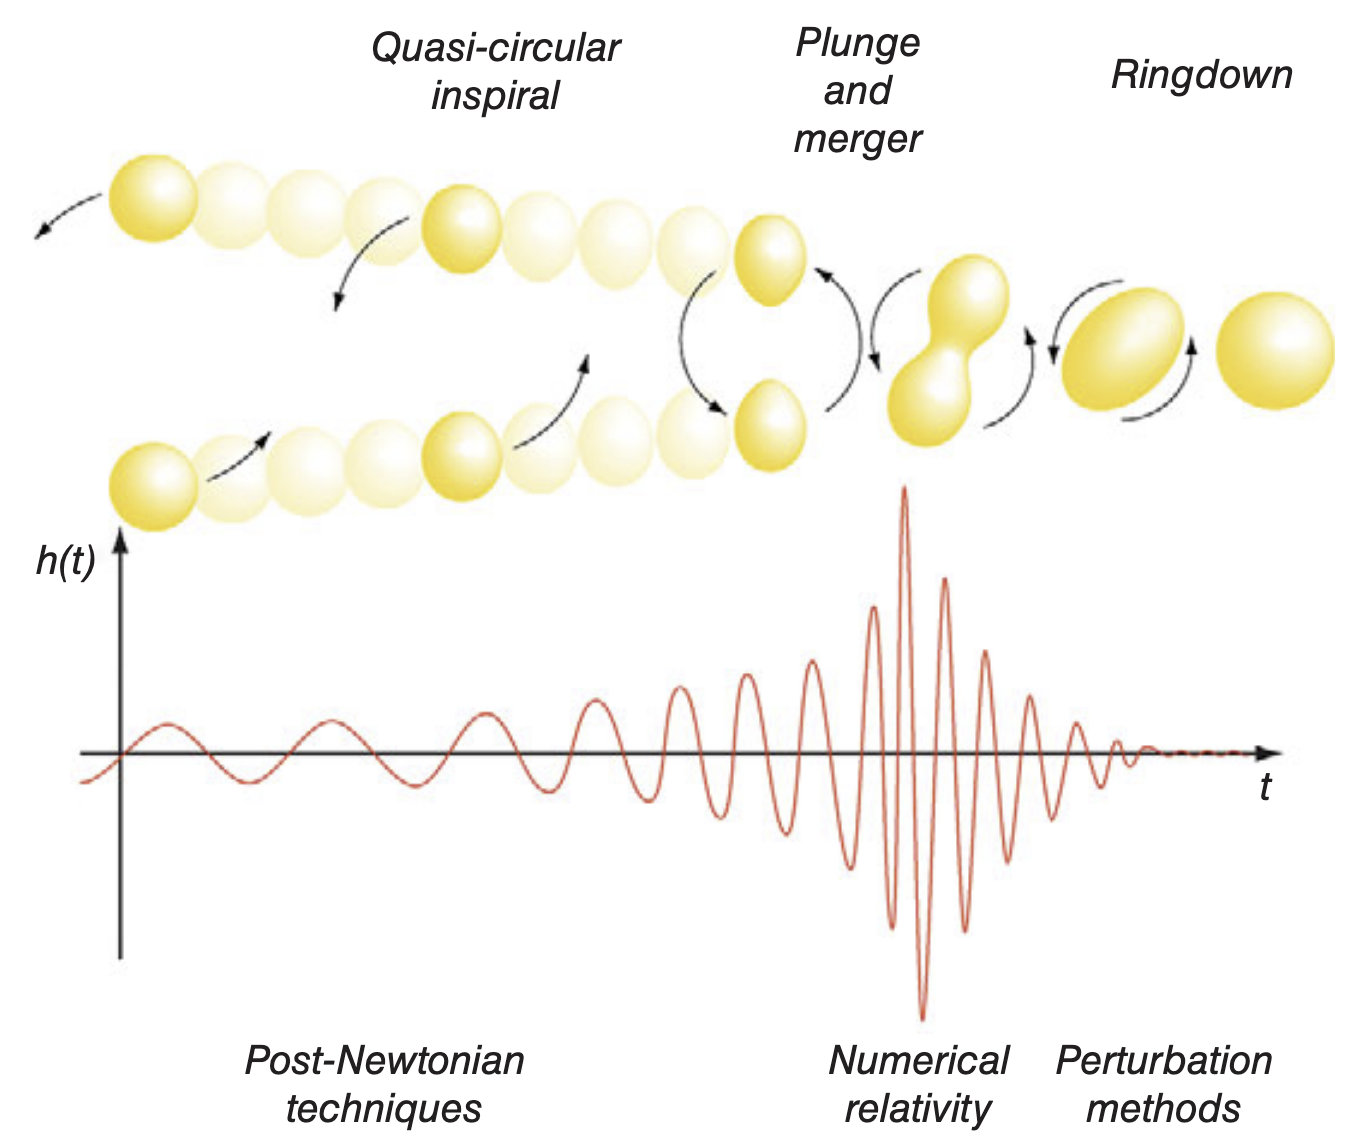 Quasi-circular
inspiral
Plunge
and
merger
Ringdown
h(t)
t
Post-Newtonian
techniques
Numerical
relativity
Perturbation
methods